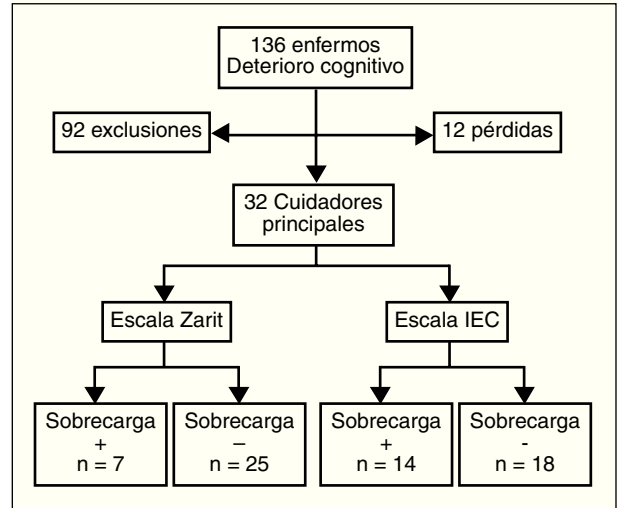 136 enfermos
Deterioro cognitivo
92 exclusiones
12 pérdidas
32 Cuidadores
principales
Escala Zarit
Escala IEC
Sobrecarga
+
n = 7
Sobrecarga
–
n = 25
Sobrecarga
+
n = 14
Sobrecarga
-
n = 18